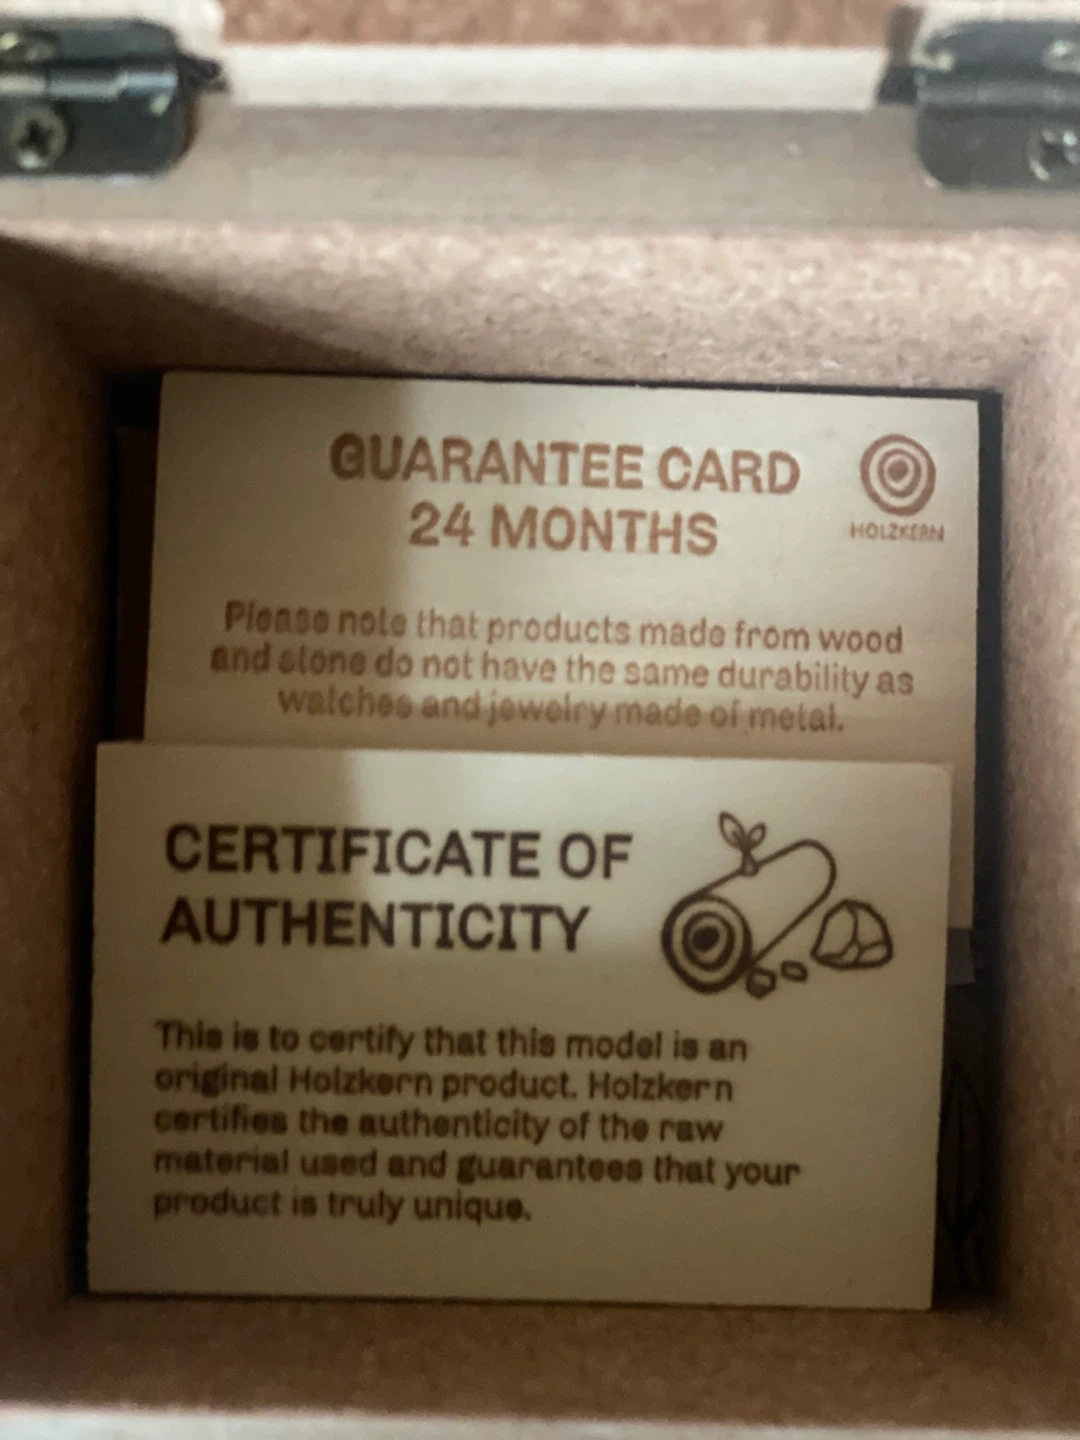 GUARANTEE CARD
24 MONTHS
HOLZKERN
Please note that products made from wood
and stone do not have the same durability as
watches and jewelry made of metal.
CERTIFICATE OF
AUTHENTICITY
This is to certify that this model is an
original Holzkern product. Holzkern
certifies the authenticity of the raw
material used and guarantees that your
product is truly unique.